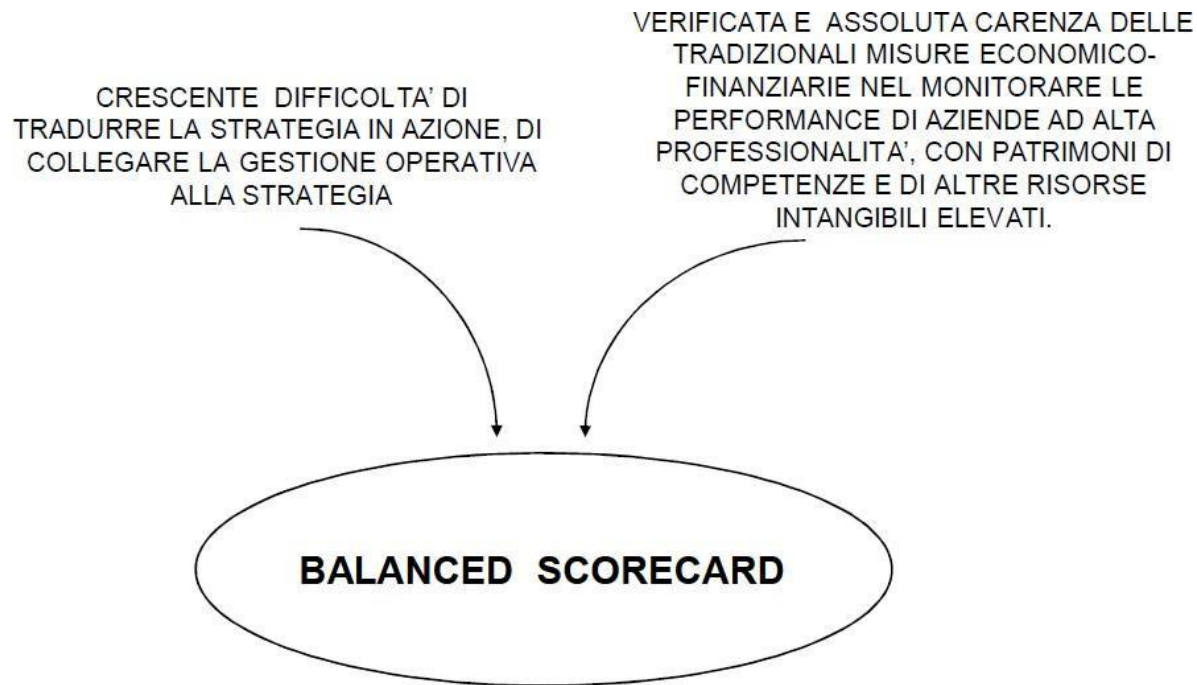 CRESCENTE DIFFICOLTA' DI
TRADURRE LA STRATEGIA IN AZIONE, DI
COLLEGARE LA GESTIONE OPERATIVA
ALLA STRATEGIA
VERIFICATA E ASSOLUTA CARENZA DELLE
TRADIZIONALI MISURE ECONOMICO-
FINANZIARIE NEL MONITORARE LE
PERFORMANCE DI AZIENDE AD ALTA
PROFESSIONALITA', CON PATRIMONI DI
COMPETENZE E DI ALTRE RISORSE
INTANGIBILI ELEVATI.
BALANCED SCORECARD